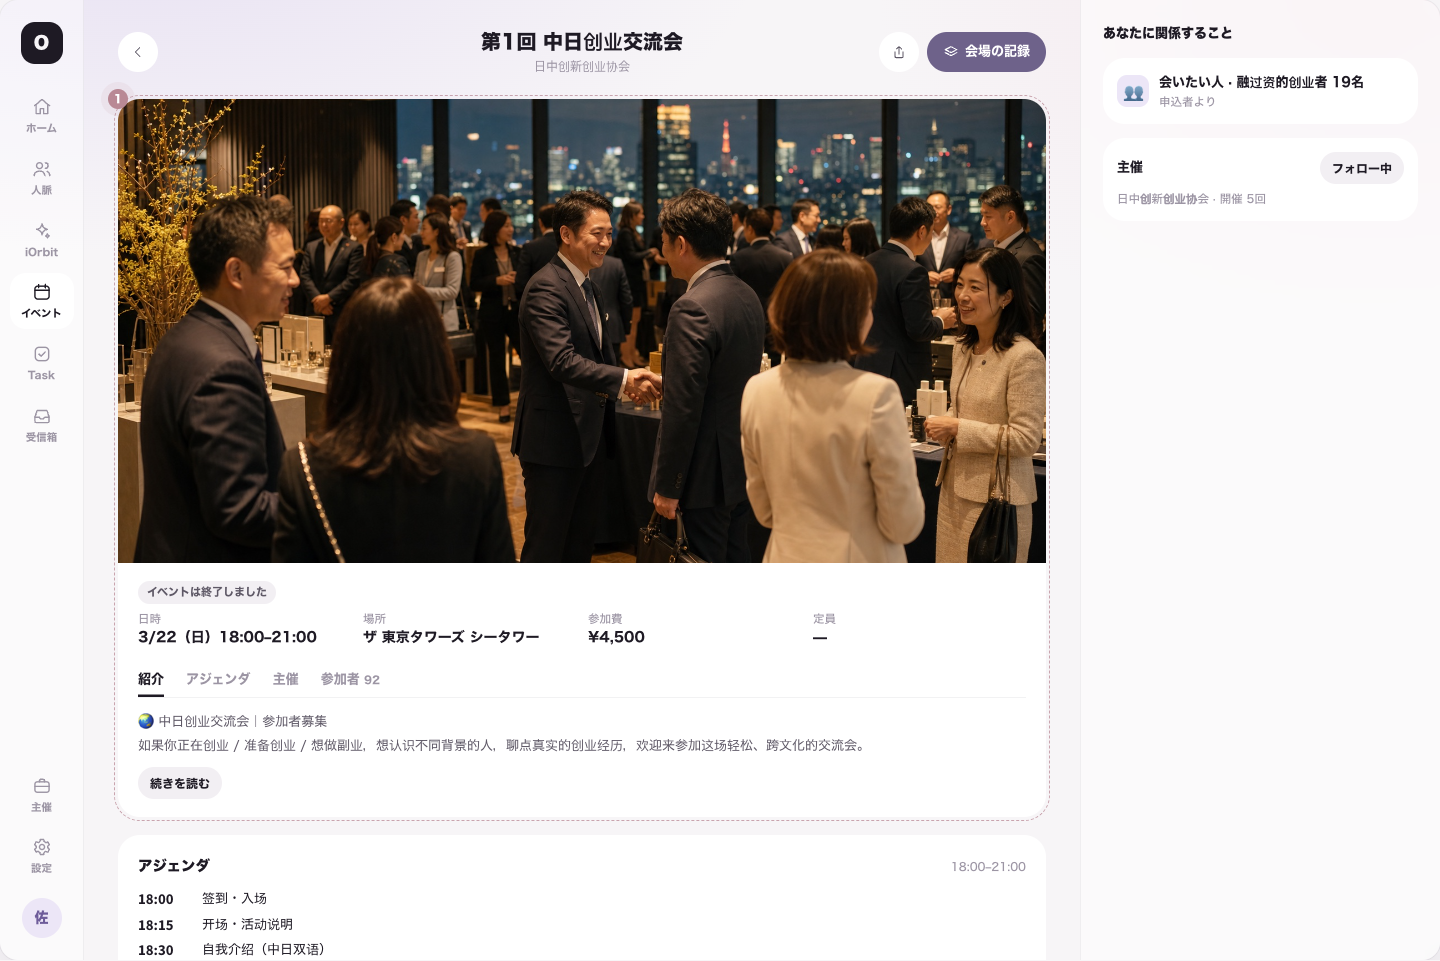 O
ホーム
人脈
iOrbit
イベント
Task
受信箱
主催
設定
佐
第1回 中日创业交流会
日中创新创业协会
会場の記録
1
イベントは終了しました
日時
3/22（日）18:00–21:00
場所
ザ 東京タワーズ シータワー
参加費
¥4,500
定員
—
紹介
アジェンダ
主催
参加者 92
🌏 中日创业交流会｜参加者募集
如果你正在创业 / 准备创业 / 想做副业，想认识不同背景的人，聊点真实的创业经历，欢迎来参加这场轻松、跨文化的交流会。
続きを読む
アジェンダ
18:00–21:00
18:00 签到・入场
18:15 开场・活动说明
18:30 自我介绍（中日双语）
あなたに関係すること
会いたい人 · 融过资的创业者 19名
申込者より
主催
フォロー中
日中创新创业协会 · 開催 5回